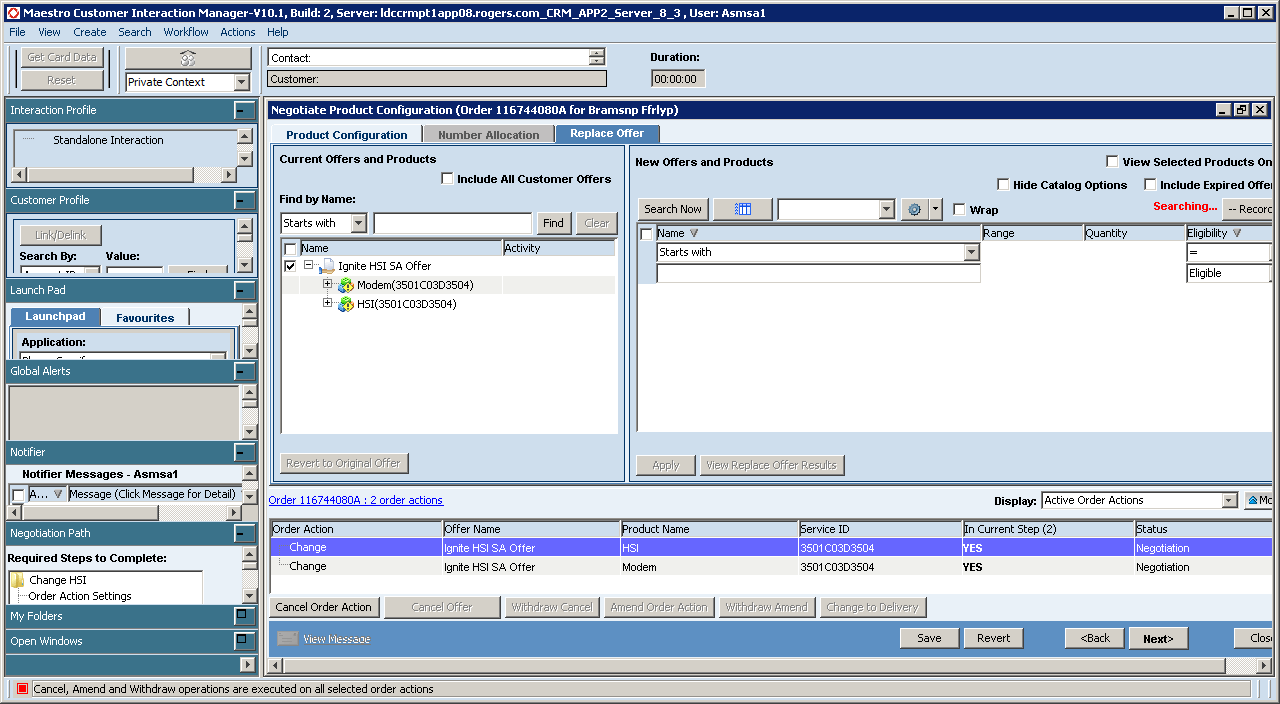 Maestro Customer Interaction Manager-V10.1, Build: 2, Server: ldccrmpt1app08.rogers.com_CRM_APP2_Server_8_3 , User: Asmsa1
File View Create Search Workflow Actions Help
Get Card Data
Reset
Private Context
Contact:
Customer:
Duration:
00:00:00
Interaction Profile
Standalone Interaction
Customer Profile
Link/Delink
Search By: Value:
Launch Pad
Launchpad Favourites
Application:
Global Alerts
Notifier
Notifier Messages - Asmsa1
A... Message (Click Message for Detail)
Negotiation Path
Required Steps to Complete:
Change HSI
Order Action Settings
My Folders
Open Windows
Negotiate Product Configuration (Order 116744080A for Bramsnp Ffrlyp)
Product Configuration Number Allocation Replace Offer
Current Offers and Products
Include All Customer Offers
Find by Name:
Starts with Find Clear
Name Activity
Ignite HSI SA Offer
Modem(3501C03D3504)
HSI(3501C03D3504)
Revert to Original Offer
New Offers and Products
View Selected Products On
Hide Catalog Options Include Expired Offer
Search Now Wrap Searching... -- Recor
Name Range Quantity Eligibility
Starts with =
Eligible
Apply View Replace Offer Results
Order 116744080A : 2 order actions
Display: Active Order Actions Mo
Order Action Offer Name Product Name Service ID In Current Step (2) Status
Change Ignite HSI SA Offer HSI 3501C03D3504 YES Negotiation
Change Ignite HSI SA Offer Modem 3501C03D3504 YES Negotiation
Cancel Order Action Cancel Offer Withdraw Cancel Amend Order Action Withdraw Amend Change to Delivery
View Message Save Revert <Back Next> Clos
Cancel, Amend and Withdraw operations are executed on all selected order actions